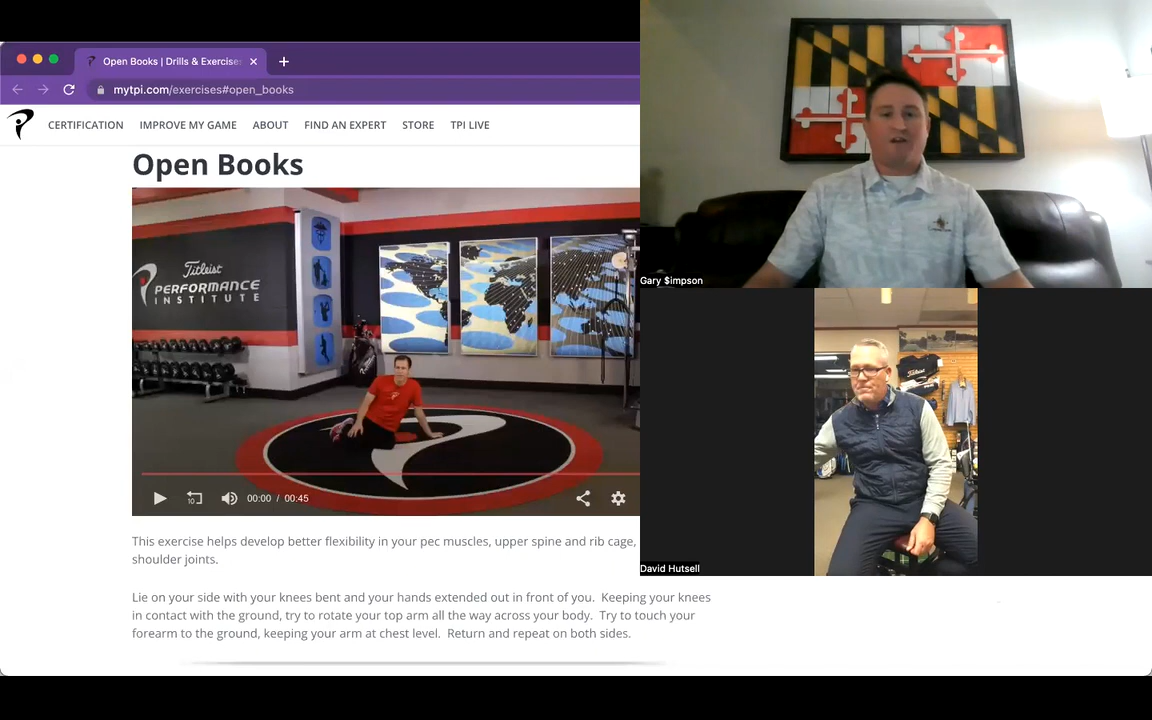 Open Books | Drills & Exercise
mytpi.com/exercises#open_books
CERTIFICATION IMPROVE MY GAME ABOUT FIND AN EXPERT STORE TPI LIVE
Open Books
Titleist
PERFORMANCE
INSTITUTE
10
00:00 / 00:45
This exercise helps develop better flexibility in your pec muscles, upper spine and rib cage,
shoulder joints.
Lie on your side with your knees bent and your hands extended out in front of you. Keeping your knees
in contact with the ground, try to rotate your top arm all the way across your body. Try to touch your
forearm to the ground, keeping your arm at chest level. Return and repeat on both sides.
Gary $impson
Titleist
David Hutsell